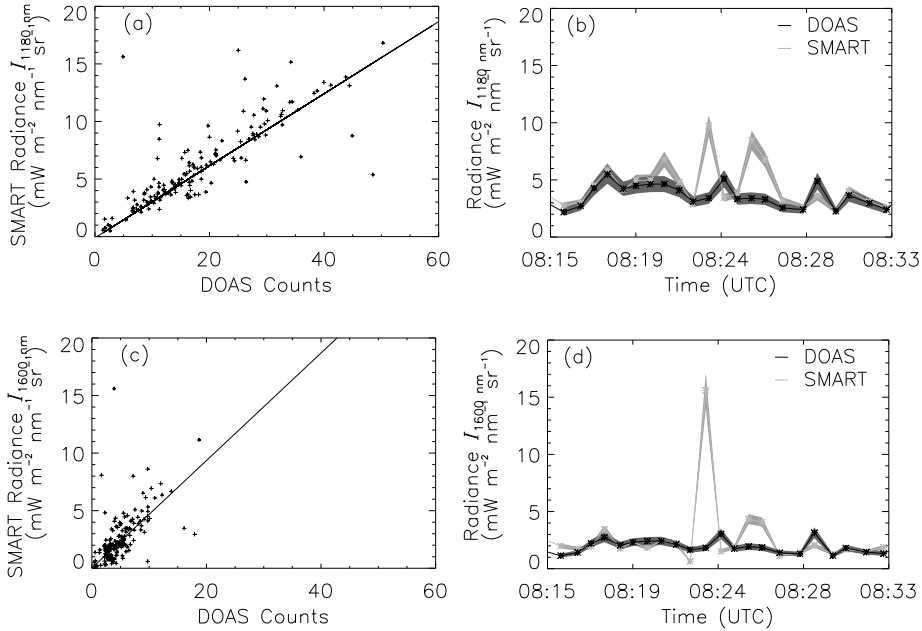 (a)
SMART Radiance I1180 nm
(mW m−2 nm−1 sr−1)
20
15
10
5
0
0 20 40 60
DOAS Counts
(b)
DOAS
SMART
Radiance I1180 nm
(mW m−2 nm−1 sr−1)
20
15
10
5
0
08:15 08:19 08:24 08:28 08:33
Time (UTC)
(c)
SMART Radiance I1600 nm
(mW m−2 nm−1 sr−1)
20
15
10
5
0
0 20 40 60
DOAS Counts
(d)
DOAS
SMART
Radiance I1600 nm
(mW m−2 nm−1 sr−1)
20
15
10
5
0
08:15 08:19 08:24 08:28 08:33
Time (UTC)